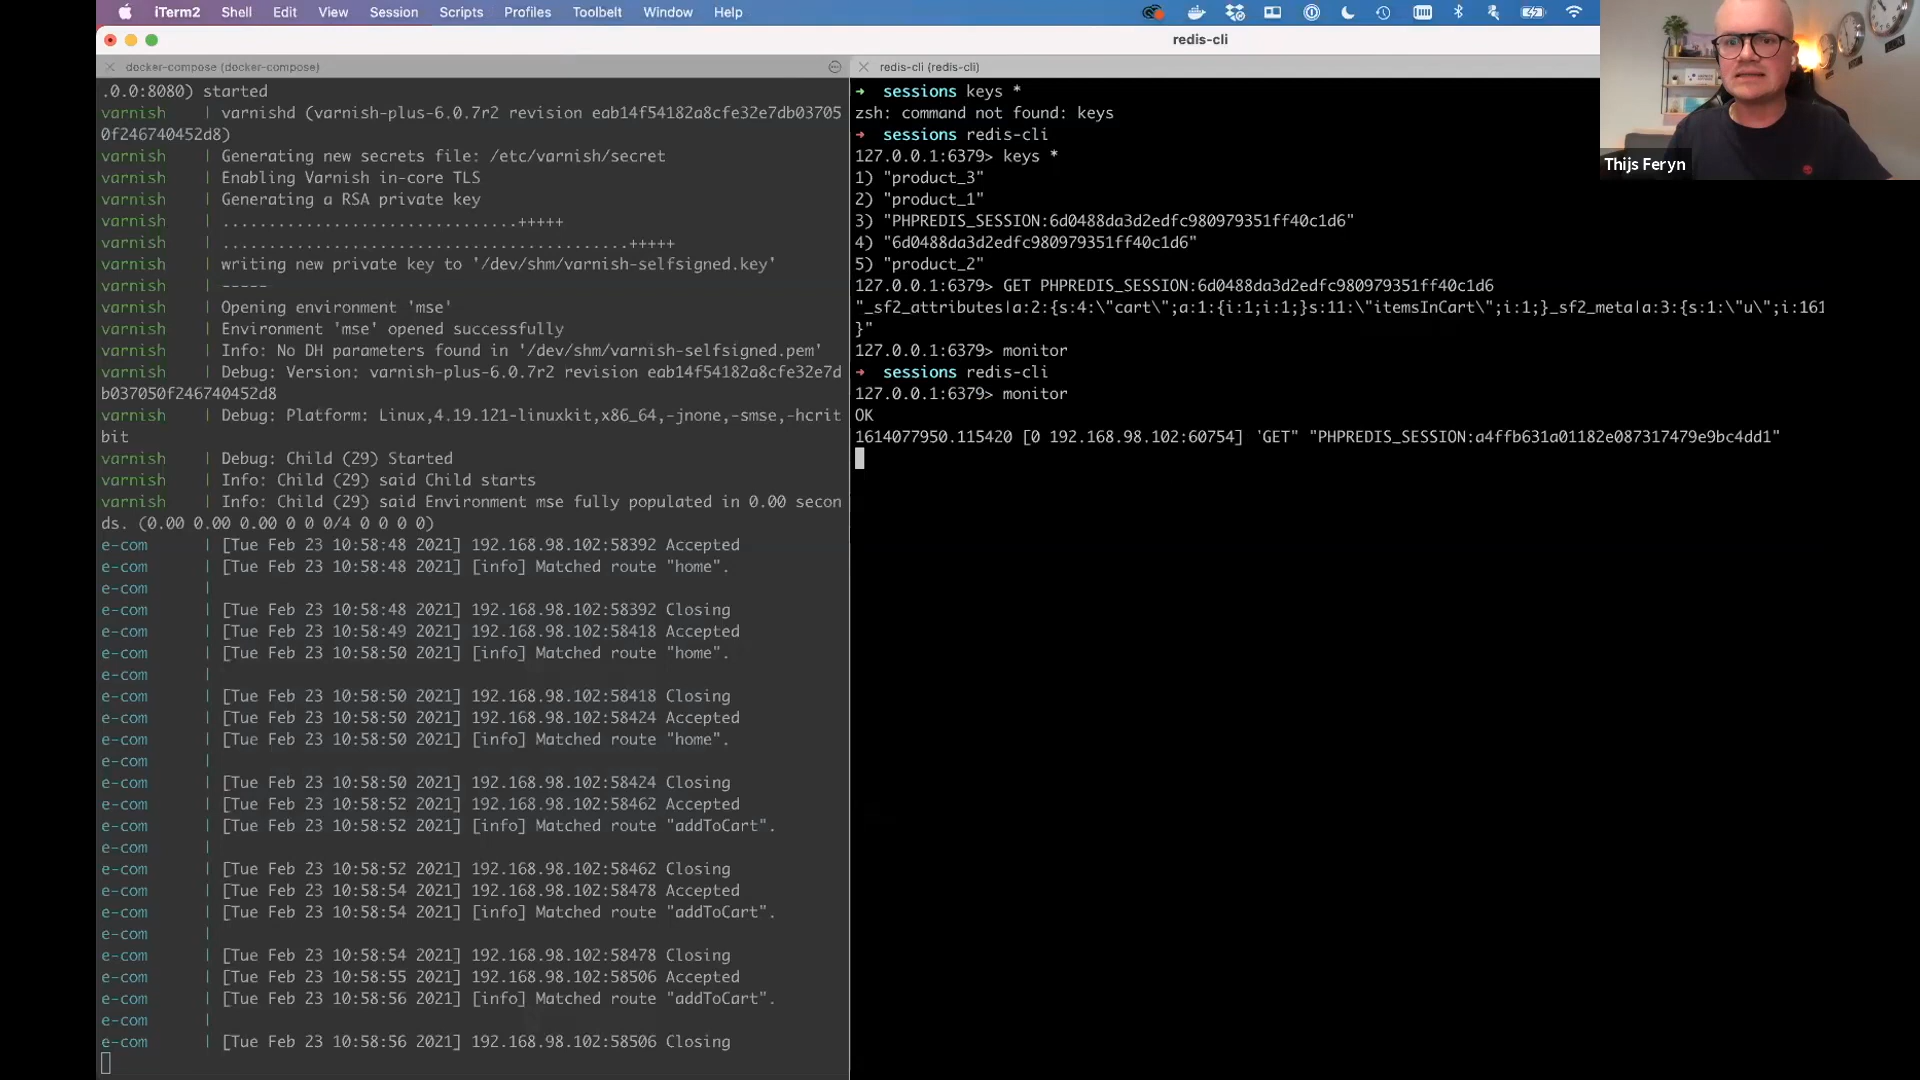 iTerm2 Shell Edit View Session Scripts Profiles Toolbelt Window Help
redis-cli
docker-compose (docker-compose)
.0.0:8080) started
varnish | varnishd (varnish-plus-6.0.7r2 revision eab14f54182a8cfe32e7db03705
0f246740452d8)
varnish | Generating new secrets file: /etc/varnish/secret
varnish | Enabling Varnish in-core TLS
varnish | Generating a RSA private key
varnish | ................................+++++
varnish | ............................................+++++
varnish | writing new private key to '/dev/shm/varnish-selfsigned.key'
varnish | -----
varnish | Opening environment 'mse'
varnish | Environment 'mse' opened successfully
varnish | Info: No DH parameters found in '/dev/shm/varnish-selfsigned.pem'
varnish | Debug: Version: varnish-plus-6.0.7r2 revision eab14f54182a8cfe32e7d
b037050f246740452d8
varnish | Debug: Platform: Linux,4.19.121-linuxkit,x86_64,-jnone,-smse,-hcrit
bit
varnish | Debug: Child (29) Started
varnish | Info: Child (29) said Child starts
varnish | Info: Child (29) said Environment mse fully populated in 0.00 secon
ds. (0.00 0.00 0.00 0 0 0/4 0 0 0 0)
e-com | [Tue Feb 23 10:58:48 2021] 192.168.98.102:58392 Accepted
e-com | [Tue Feb 23 10:58:48 2021] [info] Matched route "home".
e-com |
e-com | [Tue Feb 23 10:58:48 2021] 192.168.98.102:58392 Closing
e-com | [Tue Feb 23 10:58:49 2021] 192.168.98.102:58418 Accepted
e-com | [Tue Feb 23 10:58:50 2021] [info] Matched route "home".
e-com |
e-com | [Tue Feb 23 10:58:50 2021] 192.168.98.102:58418 Closing
e-com | [Tue Feb 23 10:58:50 2021] 192.168.98.102:58424 Accepted
e-com | [Tue Feb 23 10:58:50 2021] [info] Matched route "home".
e-com |
e-com | [Tue Feb 23 10:58:50 2021] 192.168.98.102:58424 Closing
e-com | [Tue Feb 23 10:58:52 2021] 192.168.98.102:58462 Accepted
e-com | [Tue Feb 23 10:58:52 2021] [info] Matched route "addToCart".
e-com |
e-com | [Tue Feb 23 10:58:52 2021] 192.168.98.102:58462 Closing
e-com | [Tue Feb 23 10:58:54 2021] 192.168.98.102:58478 Accepted
e-com | [Tue Feb 23 10:58:54 2021] [info] Matched route "addToCart".
e-com |
e-com | [Tue Feb 23 10:58:54 2021] 192.168.98.102:58478 Closing
e-com | [Tue Feb 23 10:58:55 2021] 192.168.98.102:58506 Accepted
e-com | [Tue Feb 23 10:58:56 2021] [info] Matched route "addToCart".
e-com |
e-com | [Tue Feb 23 10:58:56 2021] 192.168.98.102:58506 Closing
redis-cli (redis-cli)
➜ sessions keys *
zsh: command not found: keys
➜ sessions redis-cli
127.0.0.1:6379> keys *
1) "product_3"
2) "product_1"
3) "PHPREDIS_SESSION:6d0488da3d2edfc980979351ff40c1d6"
4) "6d0488da3d2edfc980979351ff40c1d6"
5) "product_2"
127.0.0.1:6379> GET PHPREDIS_SESSION:6d0488da3d2edfc980979351ff40c1d6
"_sf2_attributes|a:2:{s:4:\"cart\";a:1:{i:1;i:1;}s:11:\"itemsInCart\";i:1;}_sf2_meta|a:3:{s:1:\"u\";i:161
}"
127.0.0.1:6379> monitor
➜ sessions redis-cli
127.0.0.1:6379> monitor
OK
1614077950.115420 [0 192.168.98.102:60754] 'GET" "PHPREDIS_SESSION:a4ffb631a01182e087317479e9bc4dd1"
Thijs Feryn